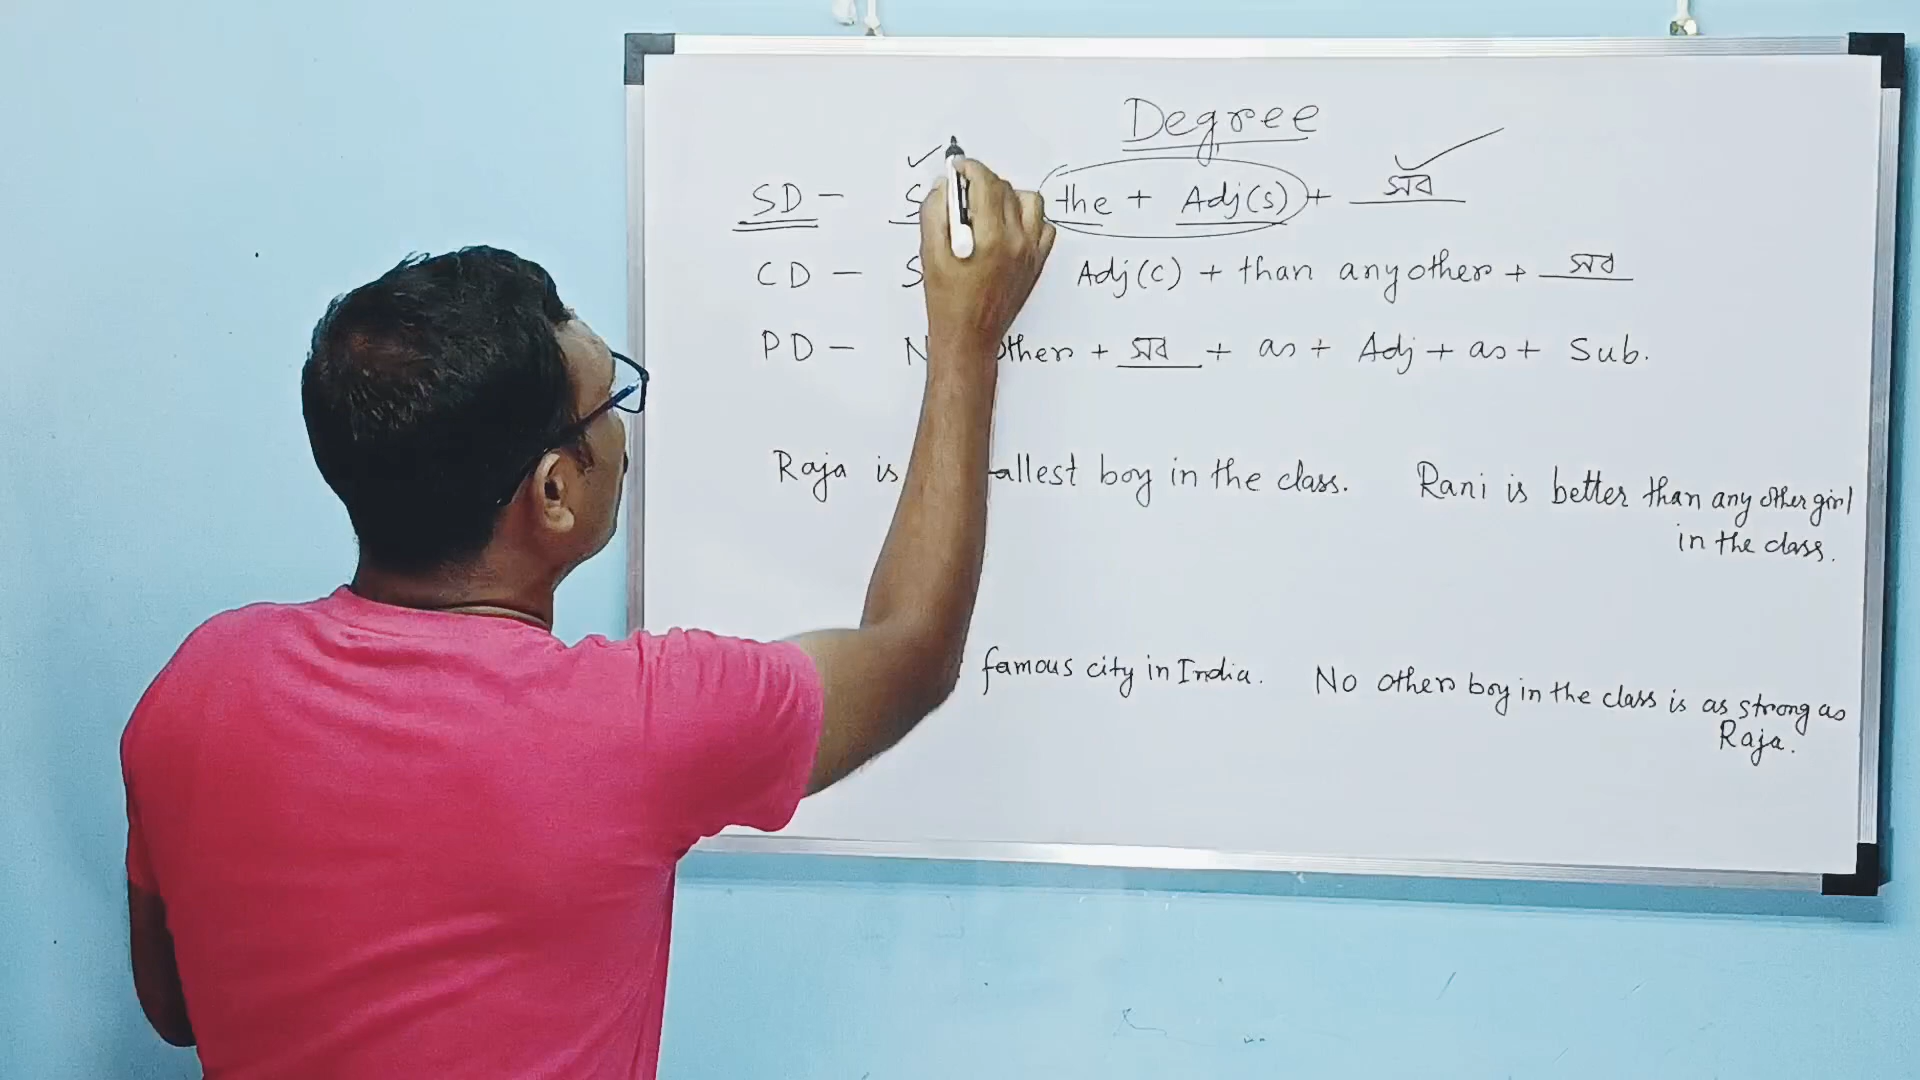 Degree
SD - the + Adj(s) + সব
CD - Adj(c) + than any other + সব
PD - + সব + as + Adj + as + Sub.
Raja is boy in the class.
Rani is better than any other girl
in the class.
famous city in India.
No other boy in the class is as strong as
Raja.